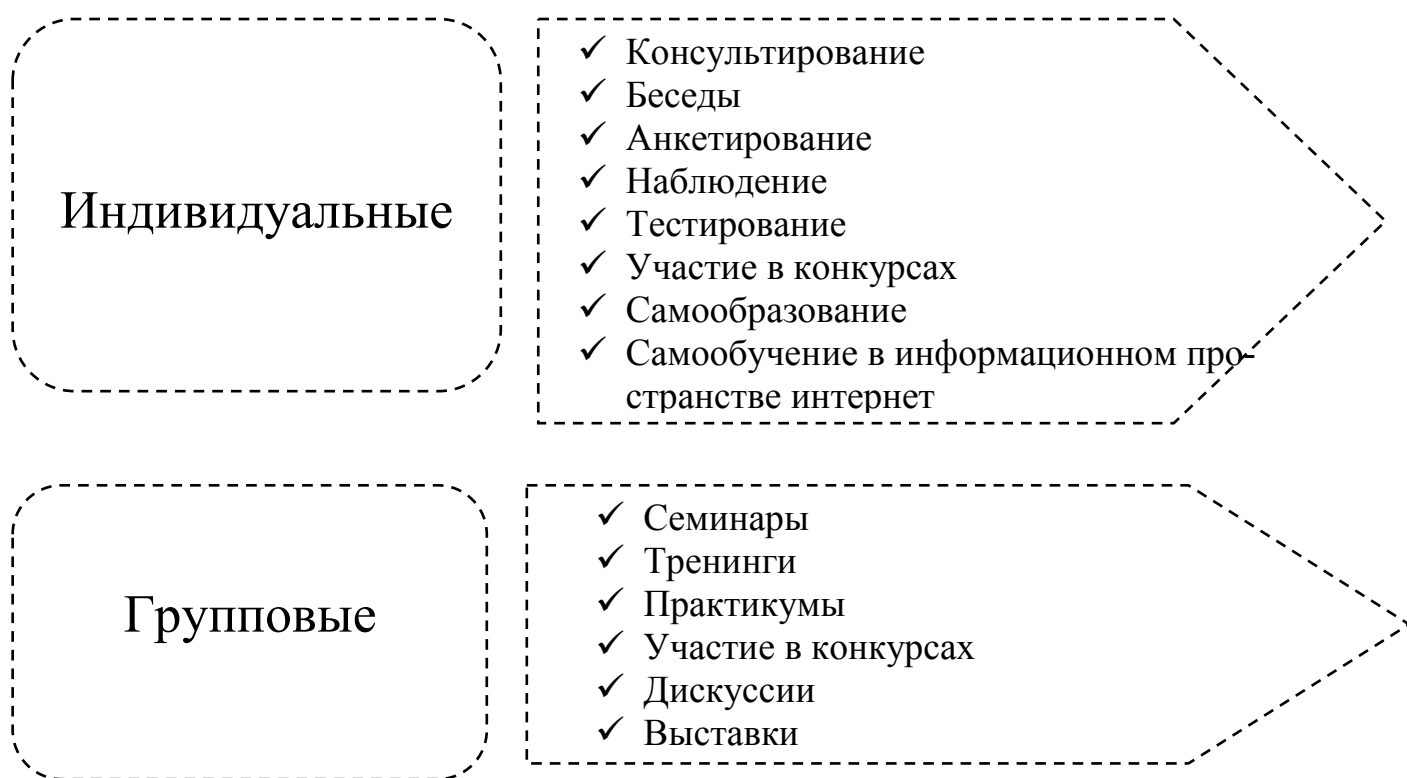 Индивидуальные
✓ Консультирование
✓ Беседы
✓ Анкетирование
✓ Наблюдение
✓ Тестирование
✓ Участие в конкурсах
✓ Самообразование
✓ Самообучение в информационном про-
странстве интернет
Групповые
✓ Семинары
✓ Тренинги
✓ Практикумы
✓ Участие в конкурсах
✓ Дискуссии
✓ Выставки